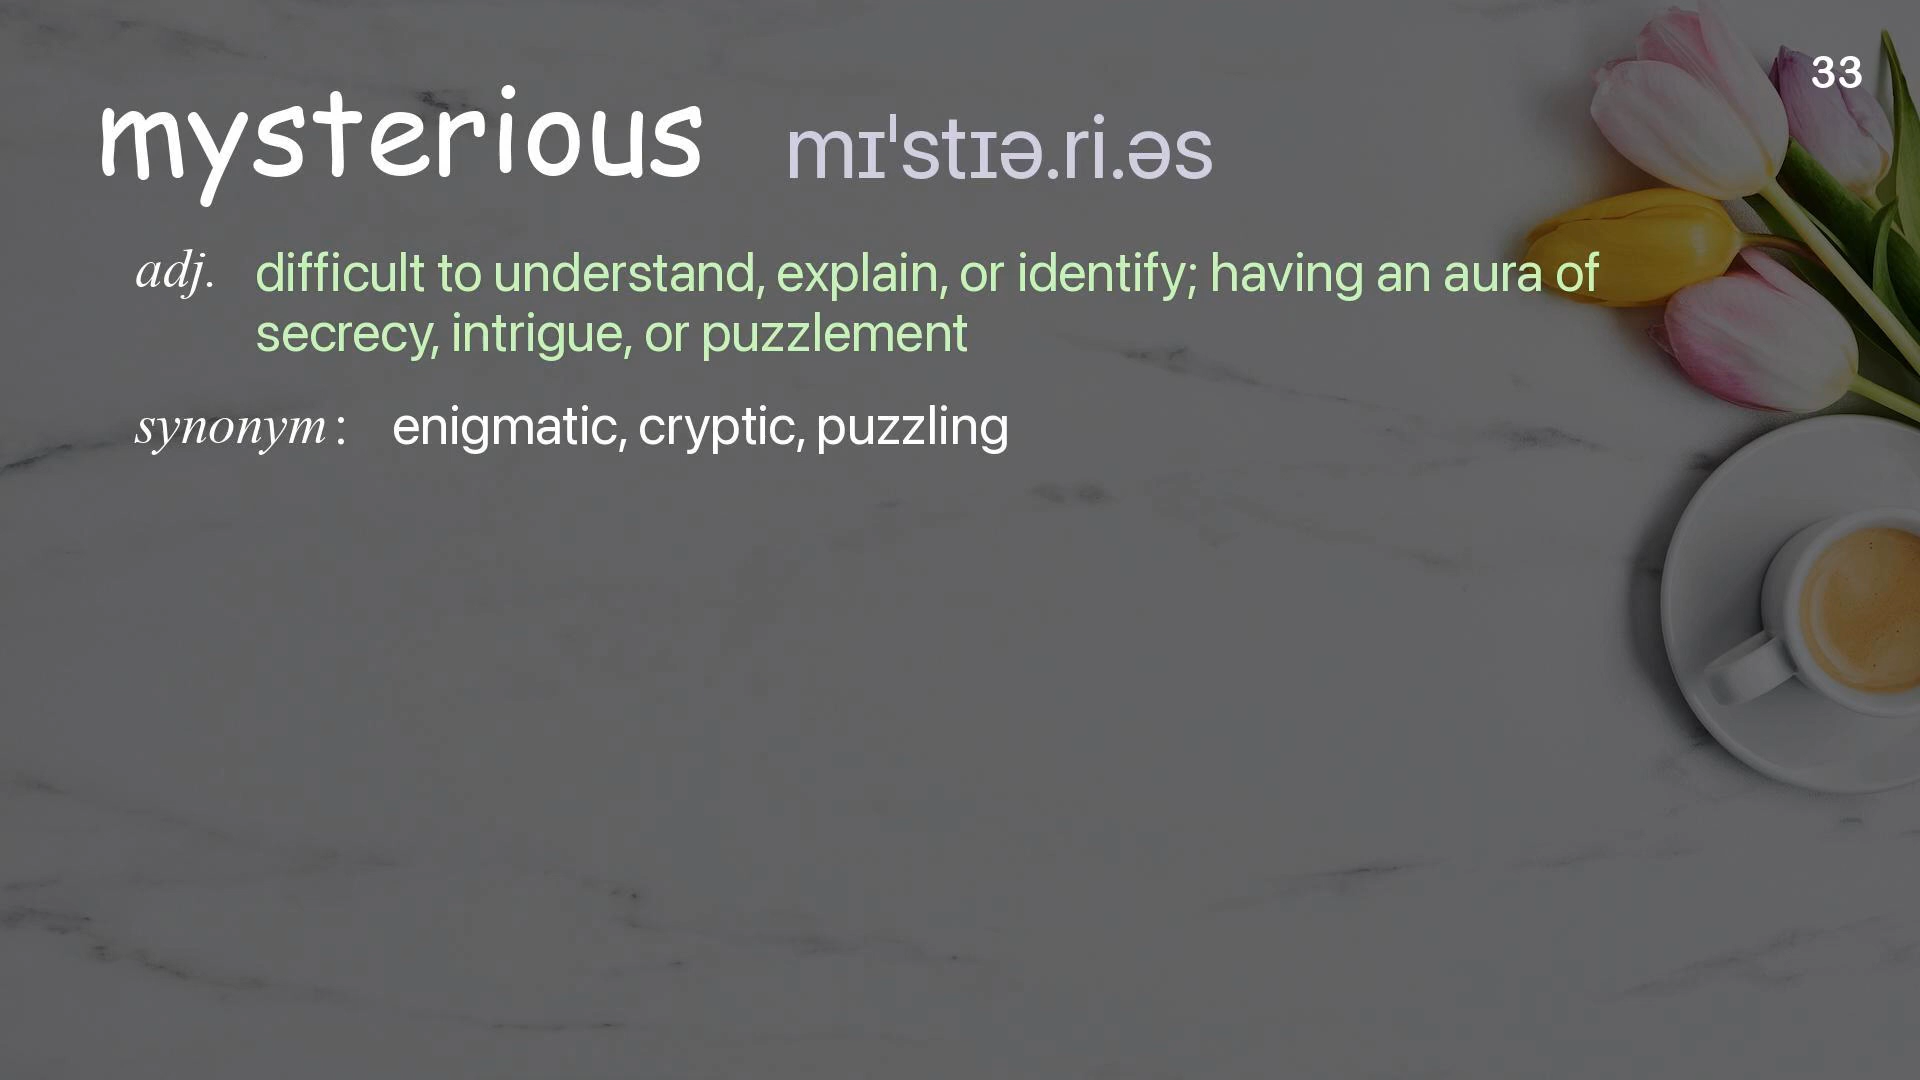 33
mysterious mɪˈstɪə.ri.əs
adj. difficult to understand, explain, or identify; having an aura of
secrecy, intrigue, or puzzlement
synonym : enigmatic, cryptic, puzzling